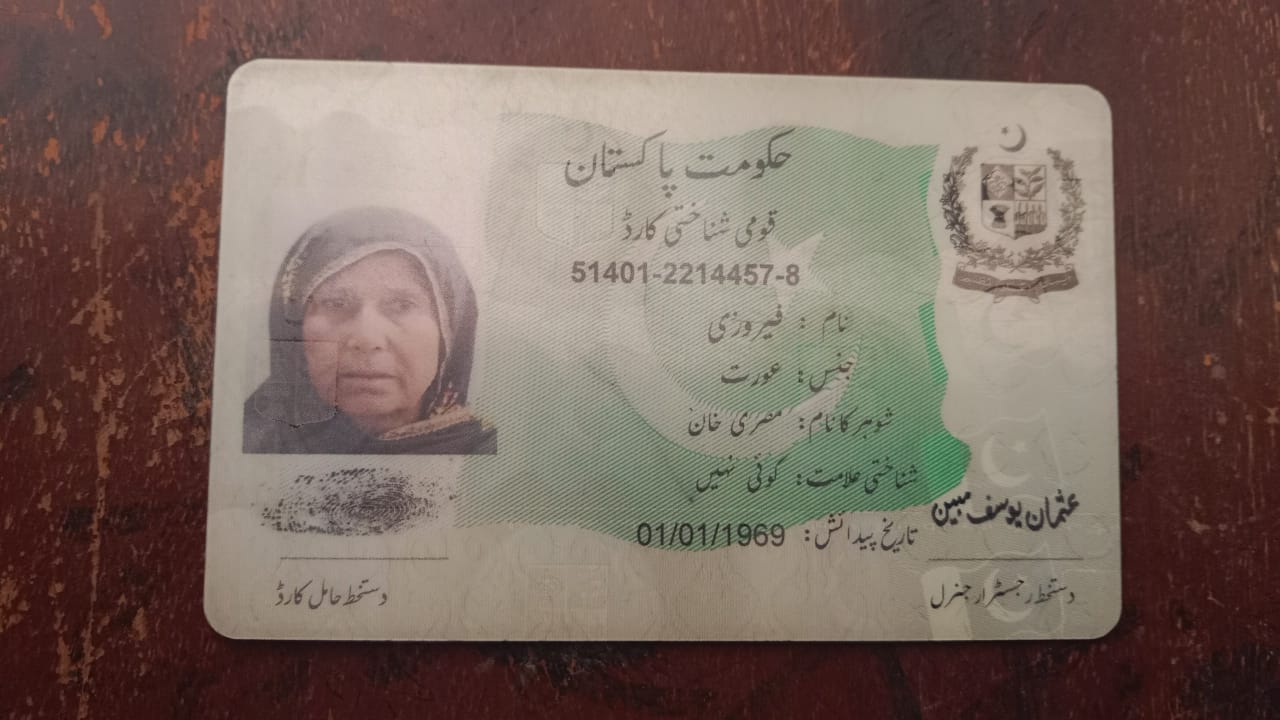 حکومت پاکستان
قومی شناختی کارڈ
51401-2214457-8
نام : فیروزی
جنس: عورت
شوہر کا نام: مصری خان
شناختی علامت: کوئی نہیں
تاریخ پیدائش: 01/01/1969
عثمان یوسف مبین
دستخط رجسٹرار جنرل
دستخط حامل کارڈ